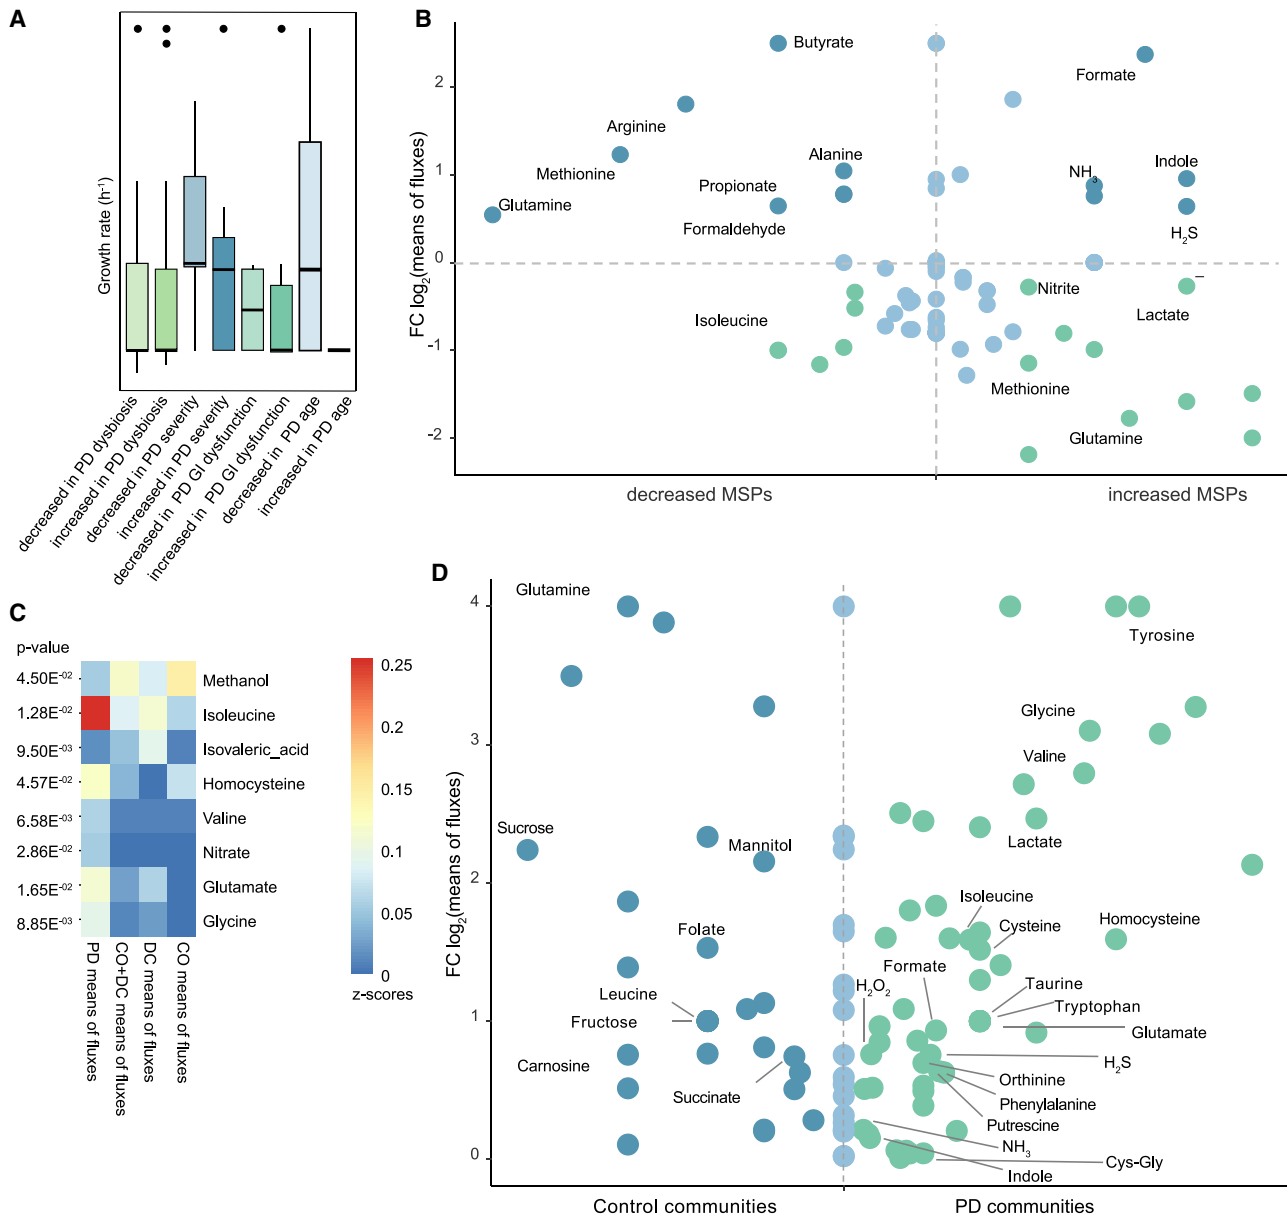 A
Growth rate (h-1)
decreased in PD dysbiosis
increased in PD dysbiosis
decreased in PD severity
increased in PD severity
decreased in PD GI dysfunction
increased in PD GI dysfunction
decreased in PD age
increased in PD age
B
FC log2(means of fluxes)
2
1
0
-1
-2
Butyrate
Formate
Arginine
Methionine
Alanine
Propionate
Glutamine
Formaldehyde
NH3
Indole
H2S
Nitrite
–
Lactate
Isoleucine
Methionine
Glutamine
decreased MSPs
increased MSPs
C
p-value
4.50E-02 Methanol
1.28E-02 Isoleucine
9.50E-03 Isovaleric_acid
4.57E-02 Homocysteine
6.58E-03 Valine
2.86E-02 Nitrate
1.65E-02 Glutamate
8.85E-03 Glycine
PD means of fluxes
CO+DC means of fluxes
DC means of fluxes
CO means of fluxes
0.25
0.2
0.15
0.1
0.05
0
z-scores
D
FC log2(means of fluxes)
4
3
2
1
0
Glutamine
Tyrosine
Glycine
Valine
Sucrose
Mannitol
Lactate
Isoleucine
Homocysteine
Folate
Cysteine
Formate
H2O2
Leucine
Taurine
Fructose
Tryptophan
Glutamate
Carnosine
H2S
Orthinine
Succinate
Phenylalanine
Putrescine
NH3
Cys-Gly
Indole
Control communities
PD communities